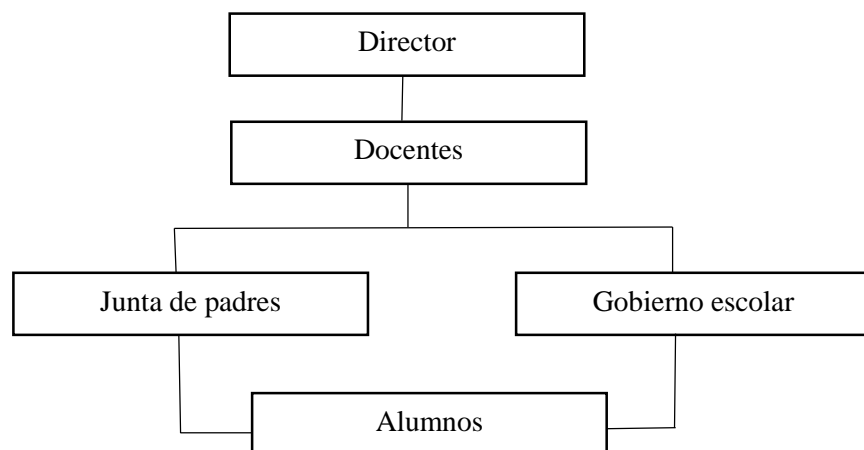 Director
Docentes
Junta de padres
Gobierno escolar
Alumnos